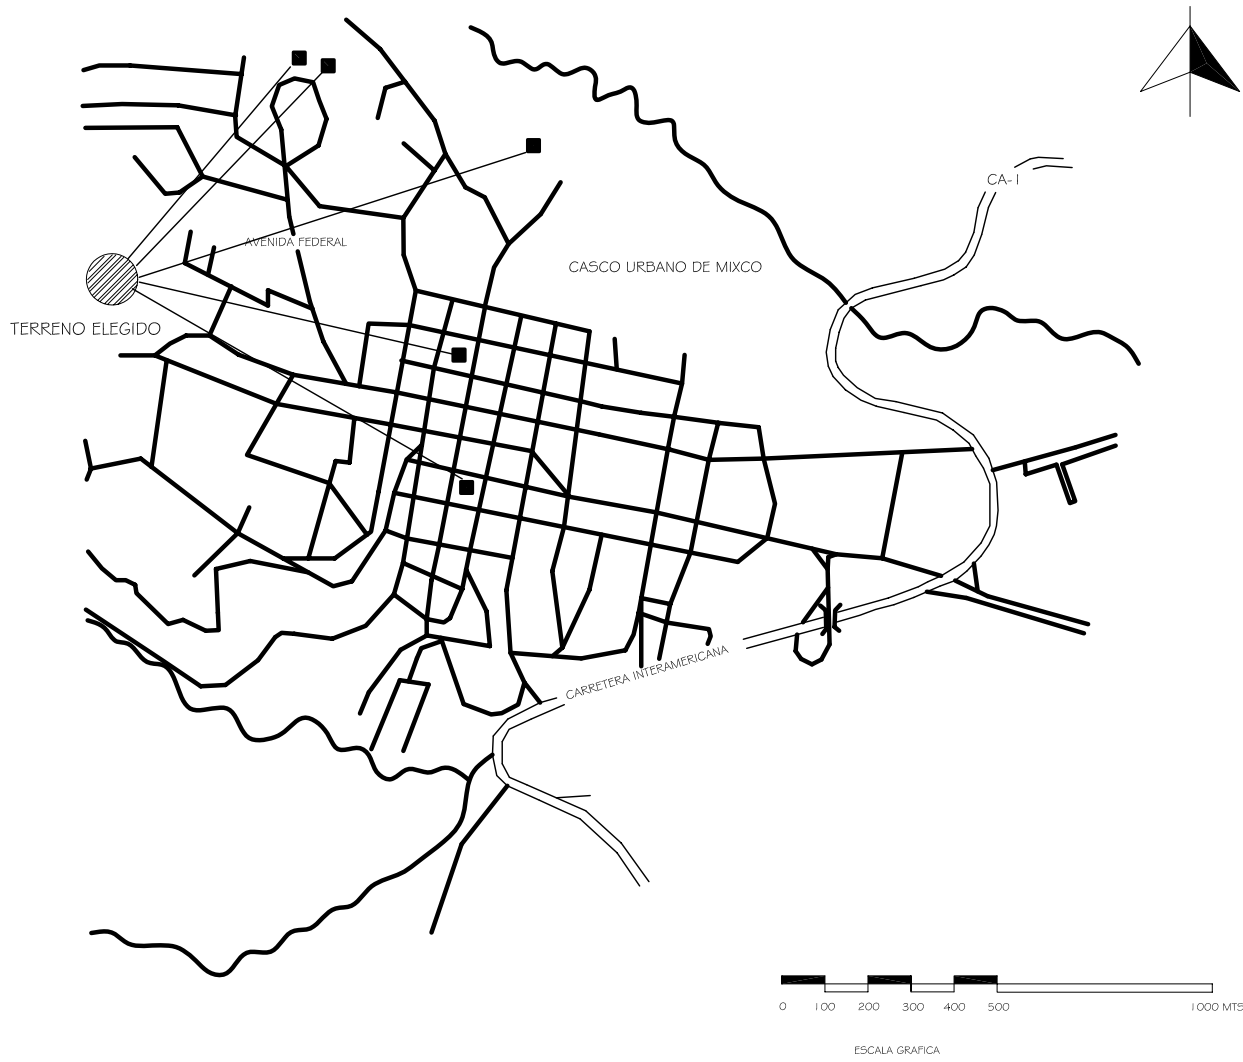 CA-1
AVENIDA FEDERAL
CASCO URBANO DE MIXCO
TERRENO ELEGIDO
CARRETERA INTERAMERICANA
0 100 200 300 400 500 1000 MTS
ESCALA GRAFICA